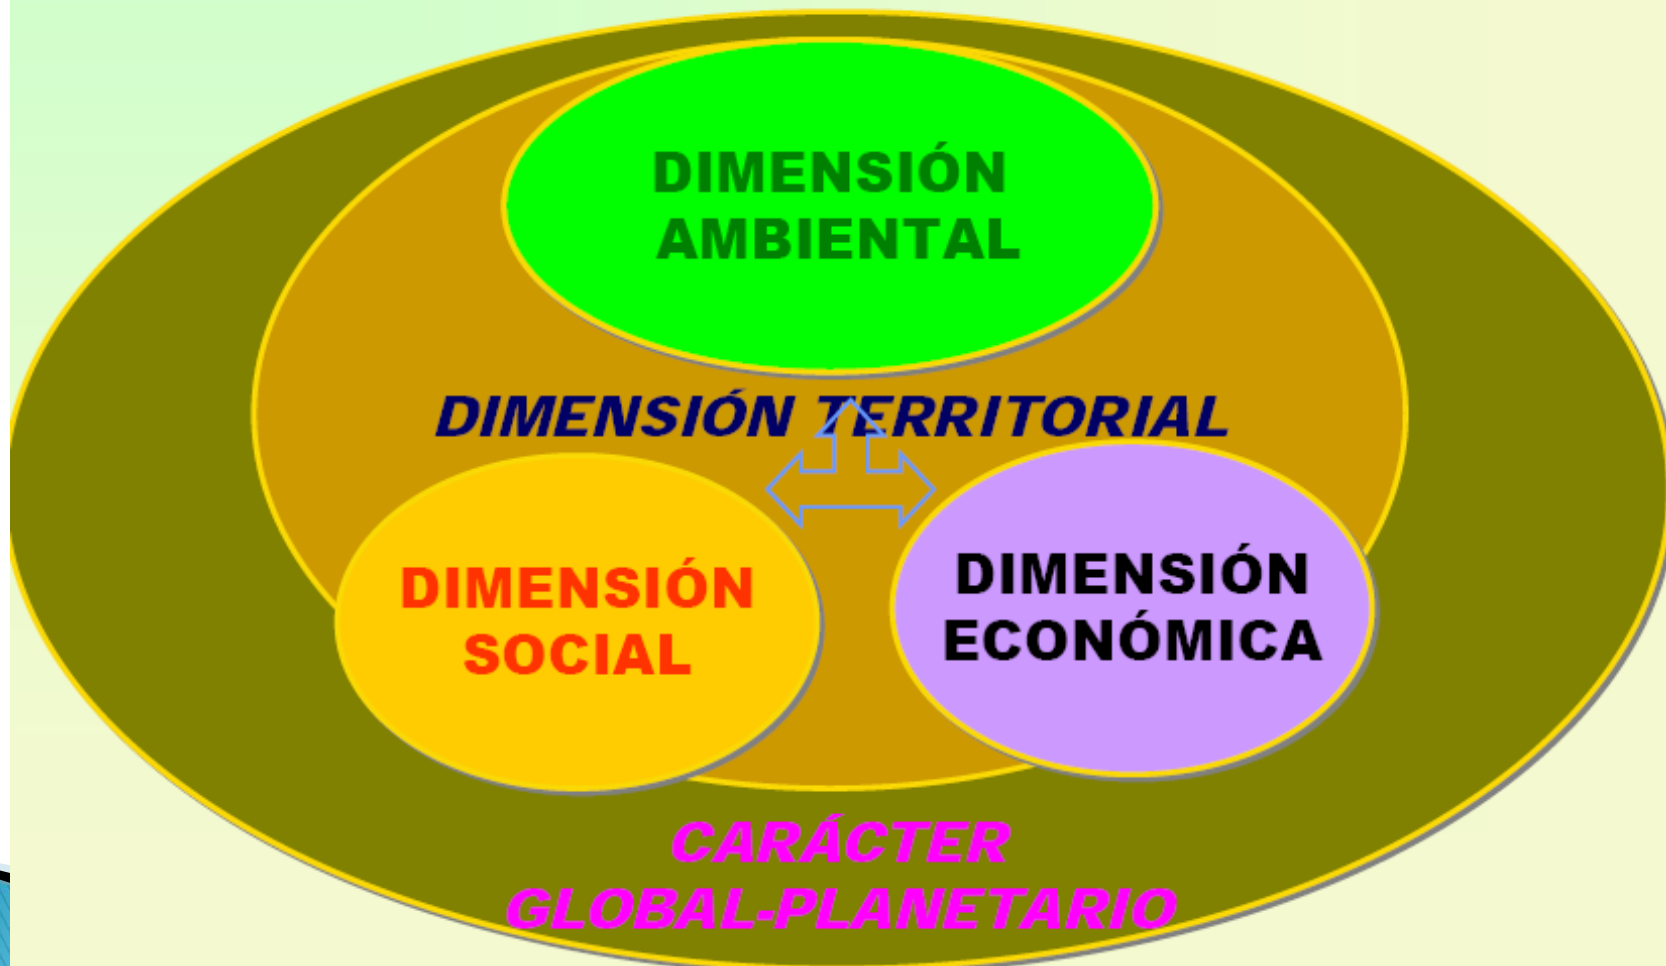 DIMENSIÓN
AMBIENTAL
DIMENSIÓN TERRITORIAL
DIMENSIÓN
SOCIAL
DIMENSIÓN
ECONÓMICA
CARÁCTER
GLOBAL-PLANETARIO